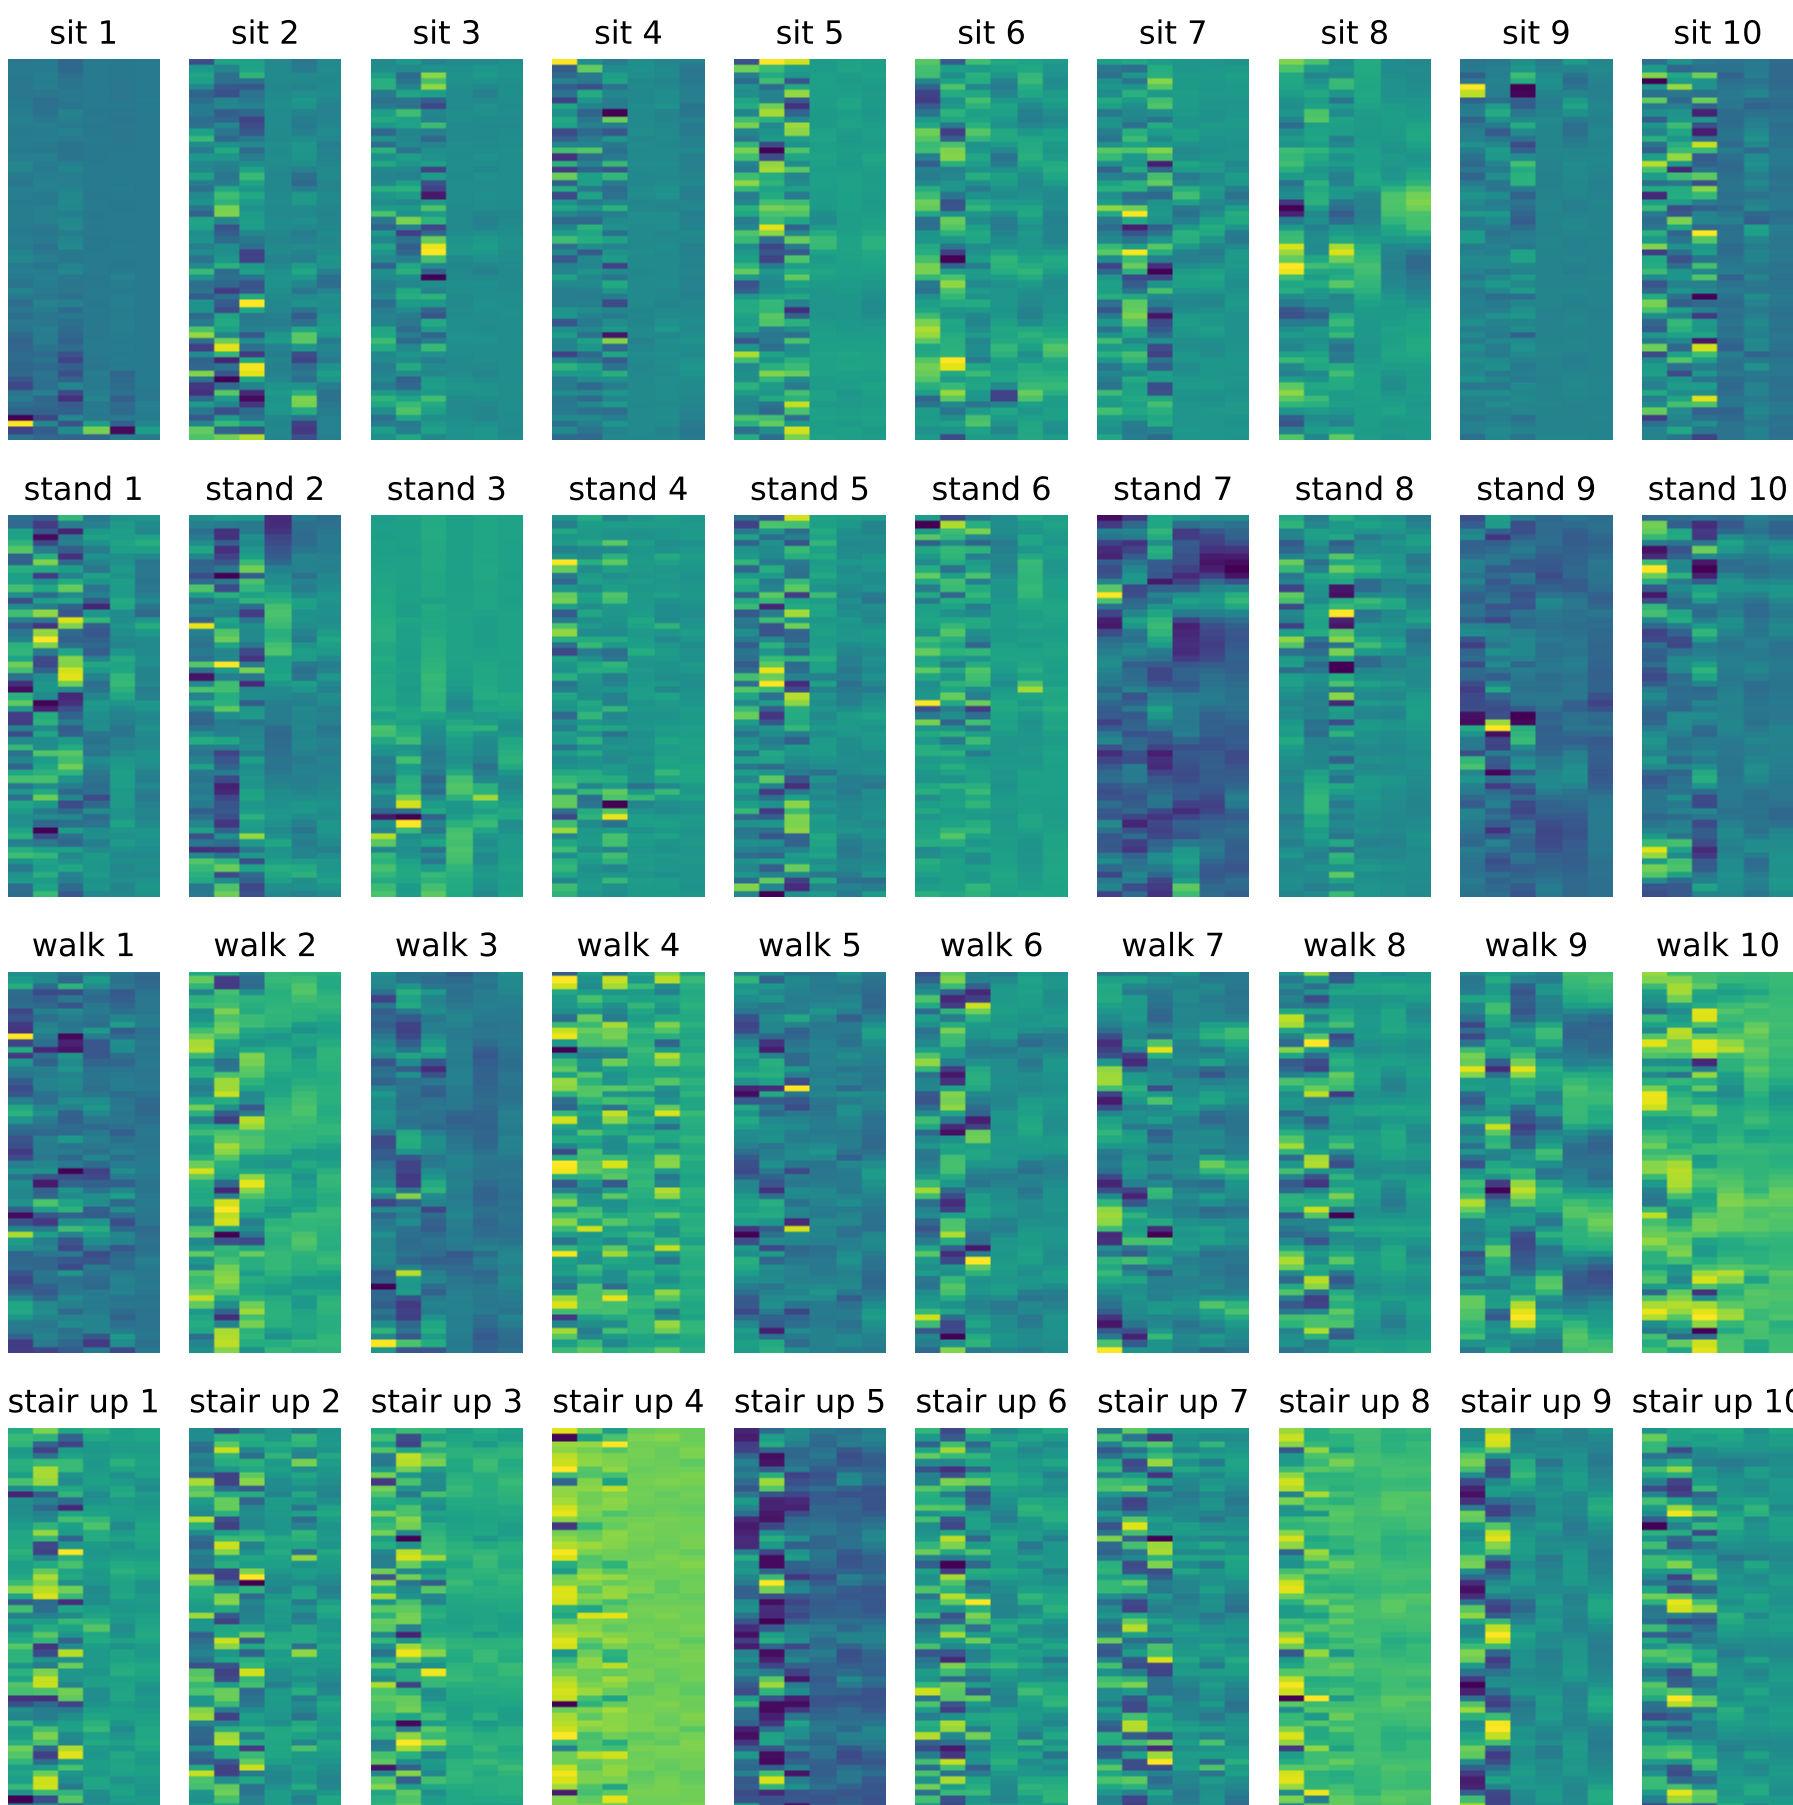 sit 1 sit 2 sit 3 sit 4 sit 5 sit 6 sit 7 sit 8 sit 9 sit 10
stand 1 stand 2 stand 3 stand 4 stand 5 stand 6 stand 7 stand 8 stand 9 stand 10
walk 1 walk 2 walk 3 walk 4 walk 5 walk 6 walk 7 walk 8 walk 9 walk 10
stair up 1 stair up 2 stair up 3 stair up 4 stair up 5 stair up 6 stair up 7 stair up 8 stair up 9 stair up 10